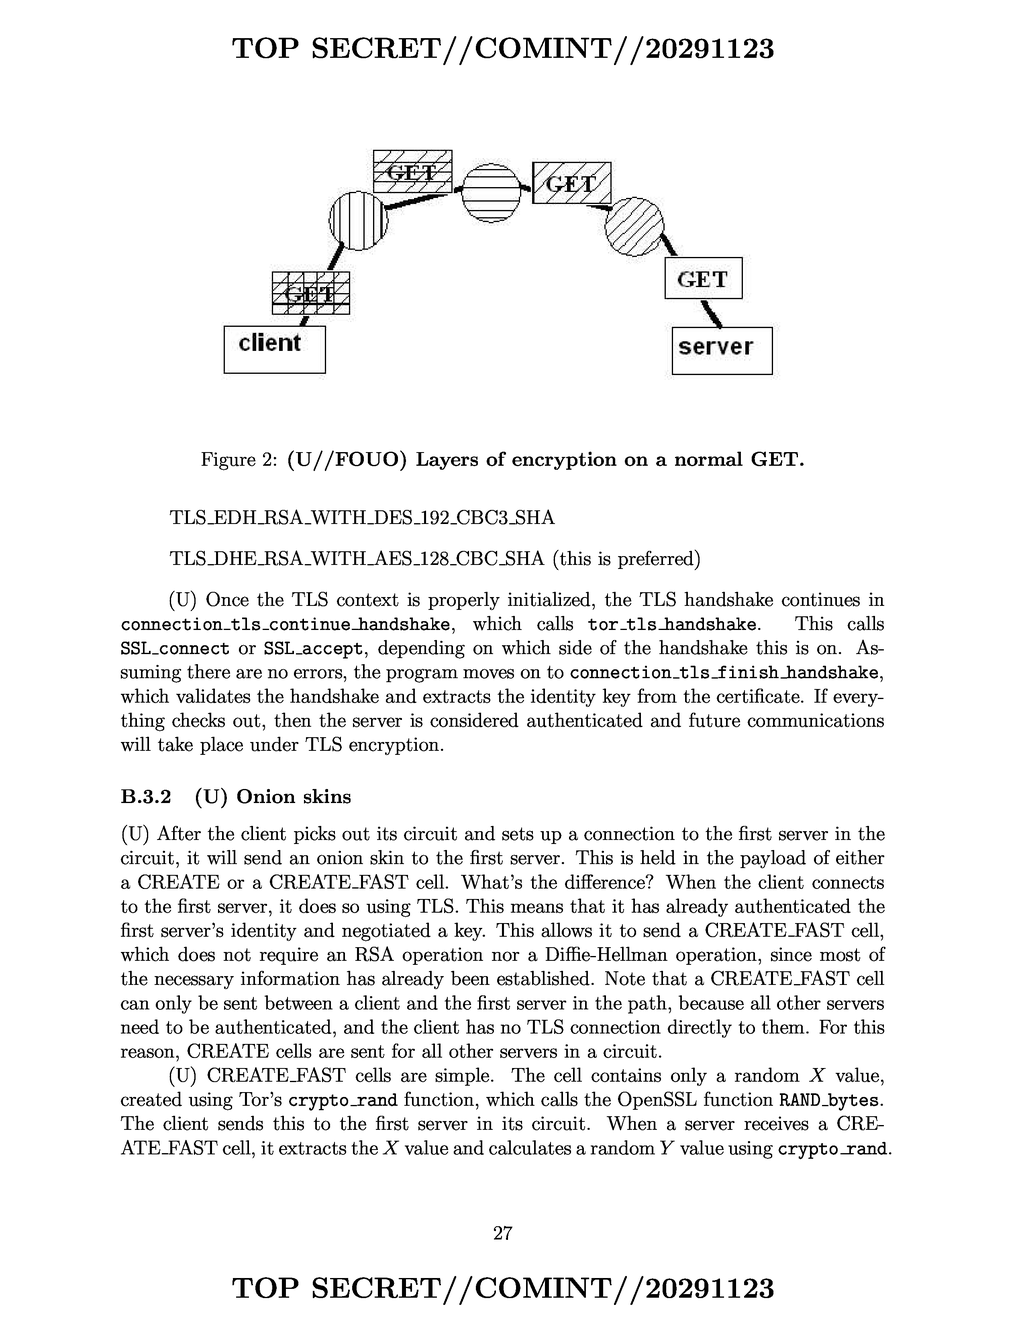 TOP SECRET//COMINT//20291123
GET
GET
GET
GET
client
server
Figure 2: (U//FOUO) Layers of encryption on a normal GET.
TLS_EDH_RSA_WITH_DES_192_CBC3_SHA
TLS_DHE_RSA_WITH_AES_128_CBC_SHA (this is preferred)
(U) Once the TLS context is properly initialized, the TLS handshake continues in
connection_tls_continue_handshake, which calls tor_tls_handshake. This calls
SSL_connect or SSL_accept, depending on which side of the handshake this is on. As-
suming there are no errors, the program moves on to connection_tls_finish_handshake,
which validates the handshake and extracts the identity key from the certificate. If every-
thing checks out, then the server is considered authenticated and future communications
will take place under TLS encryption.
B.3.2 (U) Onion skins
(U) After the client picks out its circuit and sets up a connection to the first server in the
circuit, it will send an onion skin to the first server. This is held in the payload of either
a CREATE or a CREATE_FAST cell. What's the difference? When the client connects
to the first server, it does so using TLS. This means that it has already authenticated the
first server's identity and negotiated a key. This allows it to send a CREATE_FAST cell,
which does not require an RSA operation nor a Diffie-Hellman operation, since most of
the necessary information has already been established. Note that a CREATE_FAST cell
can only be sent between a client and the first server in the path, because all other servers
need to be authenticated, and the client has no TLS connection directly to them. For this
reason, CREATE cells are sent for all other servers in a circuit.
(U) CREATE_FAST cells are simple. The cell contains only a random X value,
created using Tor's crypto_rand function, which calls the OpenSSL function RAND_bytes.
The client sends this to the first server in its circuit. When a server receives a CRE-
ATE_FAST cell, it extracts the X value and calculates a random Y value using crypto_rand.
27
TOP SECRET//COMINT//20291123